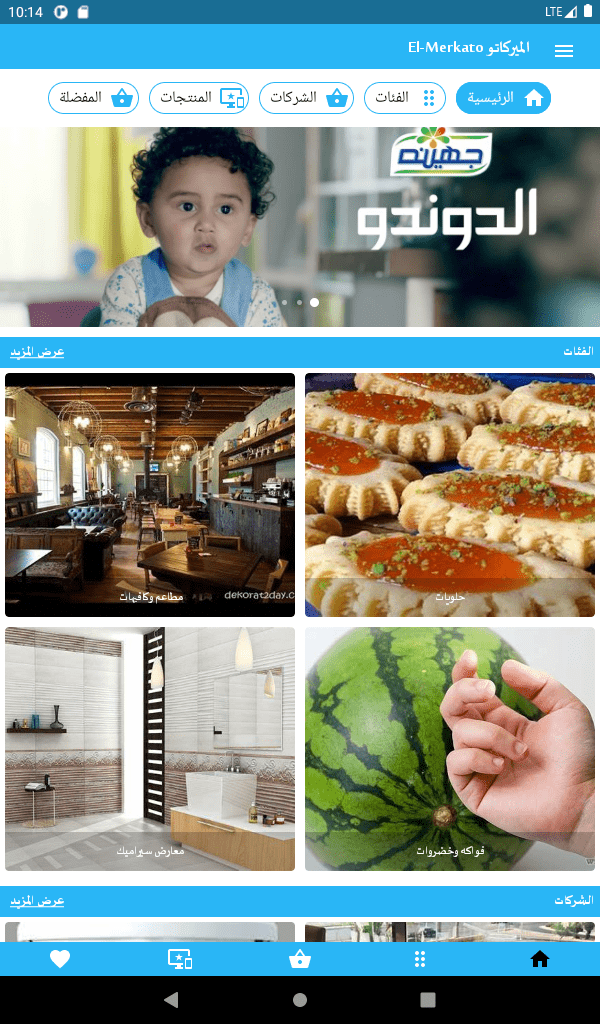 10:14
LTE
الميركاتو El-Merkato
الرئيسية
الفئات
الشركات
المنتجات
المفضلة
جهينه
الدوندو
الفئات
عرض المزيد
حلويات
مطاعم وكافيهات
dekorat2day.c
فواكه وخضروات
معارض سيراميك
الشركات
عرض المزيد